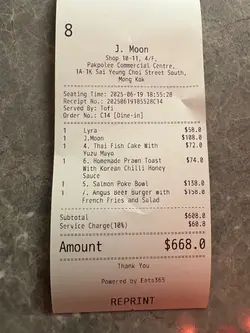 8
J. Moon
Shop 10-11, 4/F,
Pakpolee Commercial Centre,
1A-1K Sai Yeung Choi Street South,
Mong Kok
Seating Time: 2025-06-19 18:55:28
Receipt No.: 20250619185528C14
Served By: Tofi
Order No.: C14 [Dine-in]
1 Lyra $58.0
1 J.Moon $108.0
1 4. Thai Fish Cake With $72.0
Yuzu Mayo
1 6. Homemade Prawn Toast $74.0
With Korean Chilli Honey
Sauce
1 5. Salmon Poke Bowl $138.0
1 7. Angus Beef Burger with $158.0
French Fries and Salad
Subtotal $608.0
Service Charge(10%) $60.8
Amount $668.0
Thank You
Powered by Eats365
REPRINT